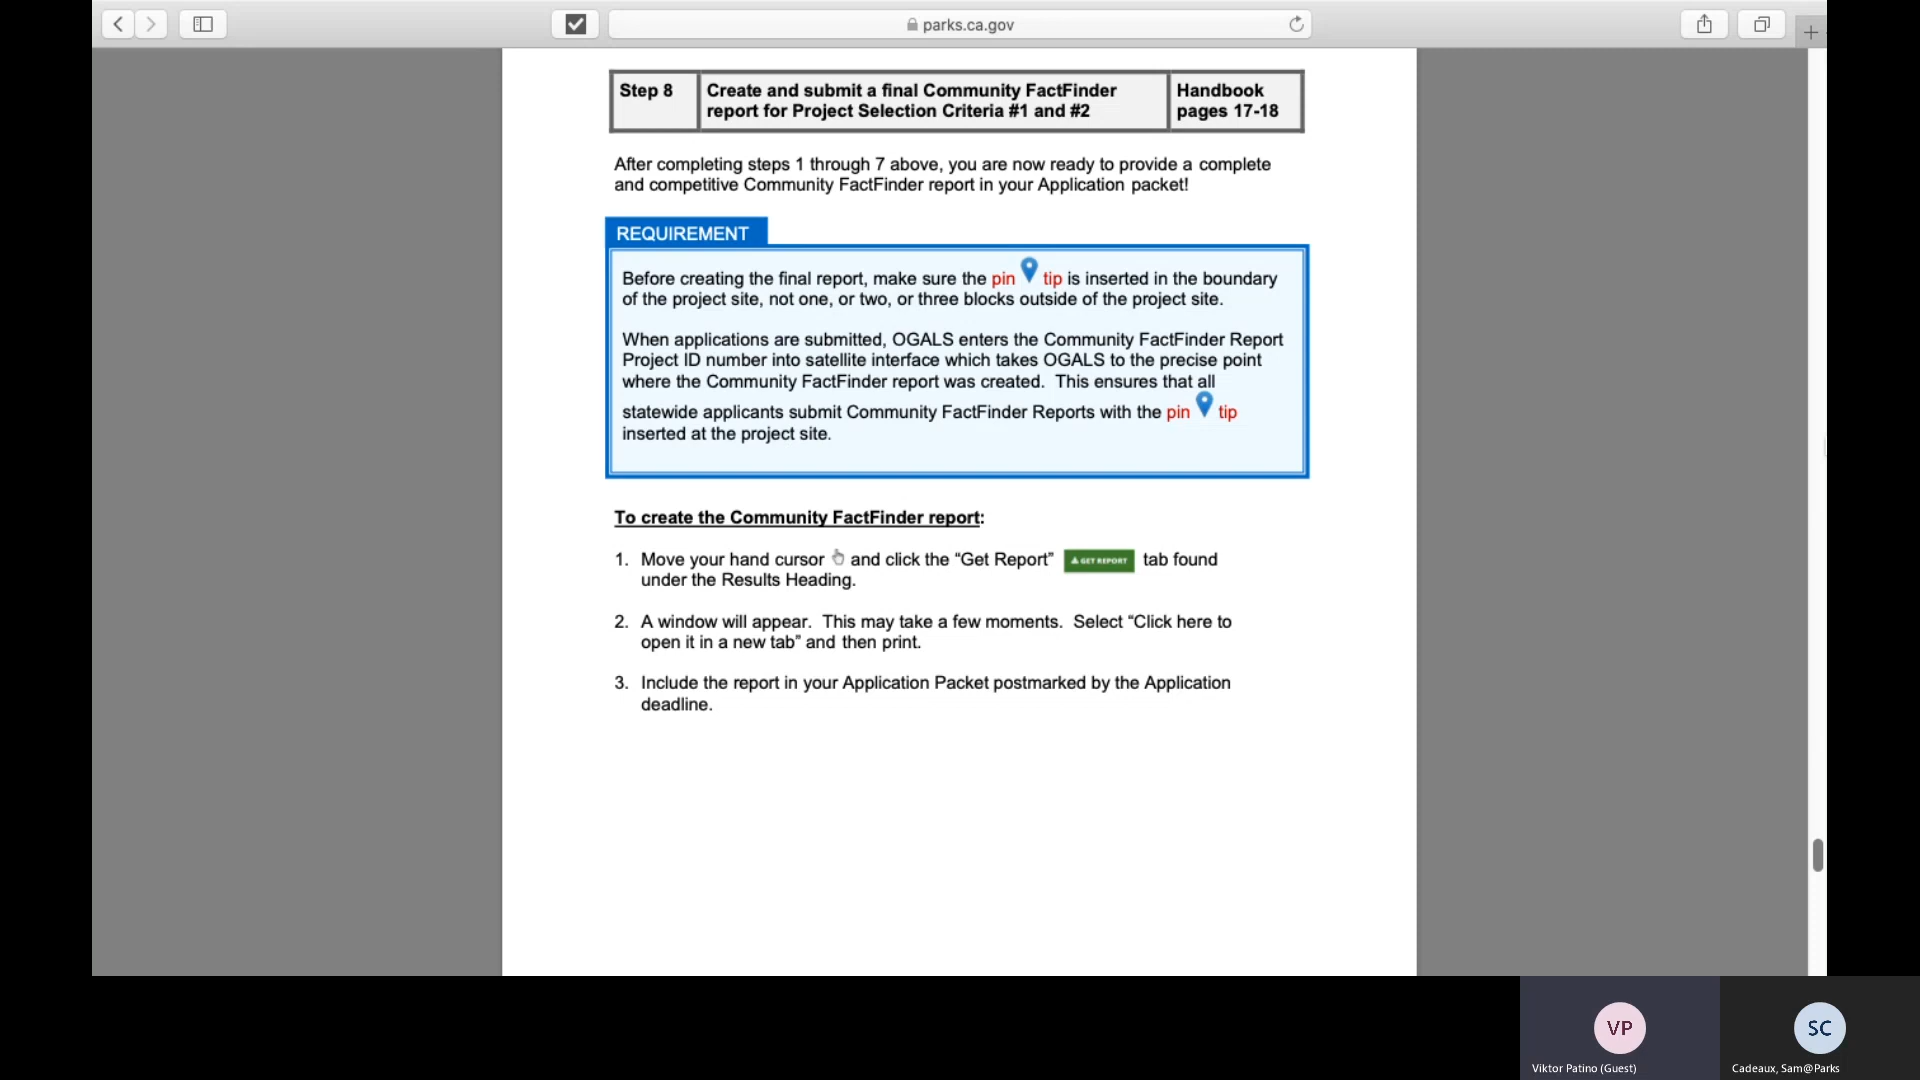 parks.ca.gov
Step 8
Create and submit a final Community FactFinder
report for Project Selection Criteria #1 and #2
Handbook
pages 17-18
After completing steps 1 through 7 above, you are now ready to provide a complete
and competitive Community FactFinder report in your Application packet!
REQUIREMENT
Before creating the final report, make sure the pin tip is inserted in the boundary
of the project site, not one, or two, or three blocks outside of the project site.
When applications are submitted, OGALS enters the Community FactFinder Report
Project ID number into satellite interface which takes OGALS to the precise point
where the Community FactFinder report was created. This ensures that all
statewide applicants submit Community FactFinder Reports with the pin tip
inserted at the project site.
To create the Community FactFinder report:
1. Move your hand cursor and click the “Get Report” GET REPORT tab found
under the Results Heading.
2. A window will appear. This may take a few moments. Select “Click here to
open it in a new tab” and then print.
3. Include the report in your Application Packet postmarked by the Application
deadline.
VP
SC
Viktor Patino (Guest)
Cadeaux, Sam@Parks